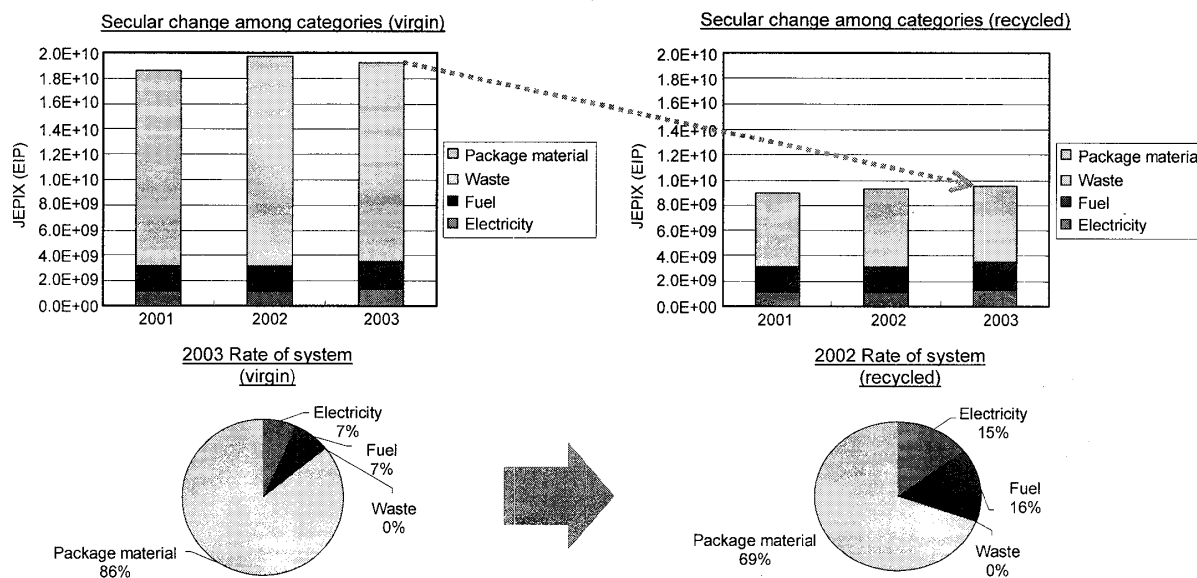 Secular change among categories (virgin)
2.0E+10
1.8E+10
1.6E+10
1.4E+10
1.2E+10
1.0E+10
8.0E+09
6.0E+09
4.0E+09
2.0E+09
0.0E+00
JEPIX (EIP)
2001
2002
2003
Package material
Waste
Fuel
Electricity
Secular change among categories (recycled)
2.0E+10
1.8E+10
1.6E+10
1.4E+10
1.2E+10
1.0E+10
8.0E+09
6.0E+09
4.0E+09
2.0E+09
0.0E+00
JEPIX (EIP)
2001
2002
2003
Package material
Waste
Fuel
Electricity
2003 Rate of system
(virgin)
Electricity
7%
Fuel
7%
Waste
0%
Package material
86%
2002 Rate of system
(recycled)
Electricity
15%
Fuel
16%
Waste
0%
Package material
69%